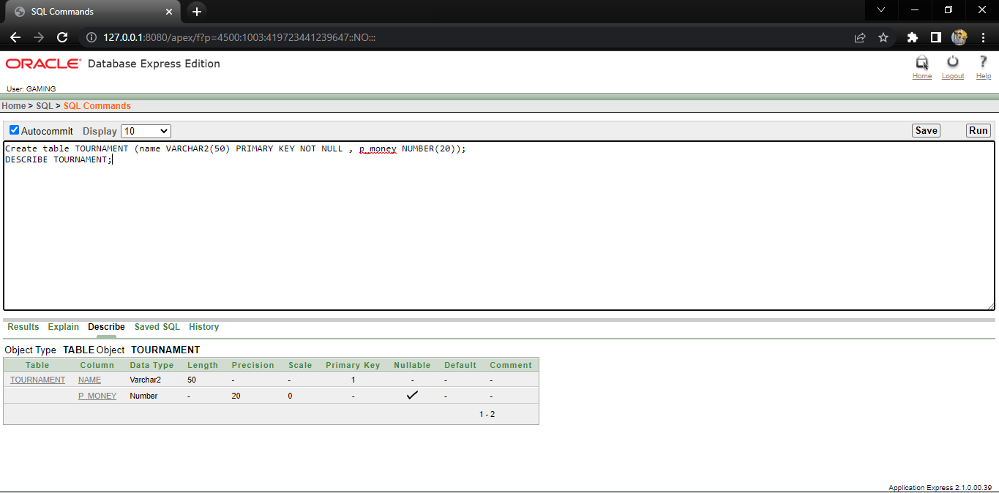 SQL Commands
127.0.0.1:8080/apex/f?p=4500:1003:419723441239647::NO:::
ORACLE Database Express Edition
Home Logout Help
User: GAMING
Home > SQL > SQL Commands
Autocommit Display 10 Save Run
Create table TOURNAMENT (name VARCHAR2(50) PRIMARY KEY NOT NULL , p_money NUMBER(20));
DESCRIBE TOURNAMENT;
Results Explain Describe Saved SQL History
Object Type TABLE Object TOURNAMENT
Table Column Data Type Length Precision Scale Primary Key Nullable Default Comment
TOURNAMENT NAME Varchar2 50 - - 1 - - -
P_MONEY Number - 20 0 - ✓ - -
1 - 2
Application Express 2.1.0.00.39